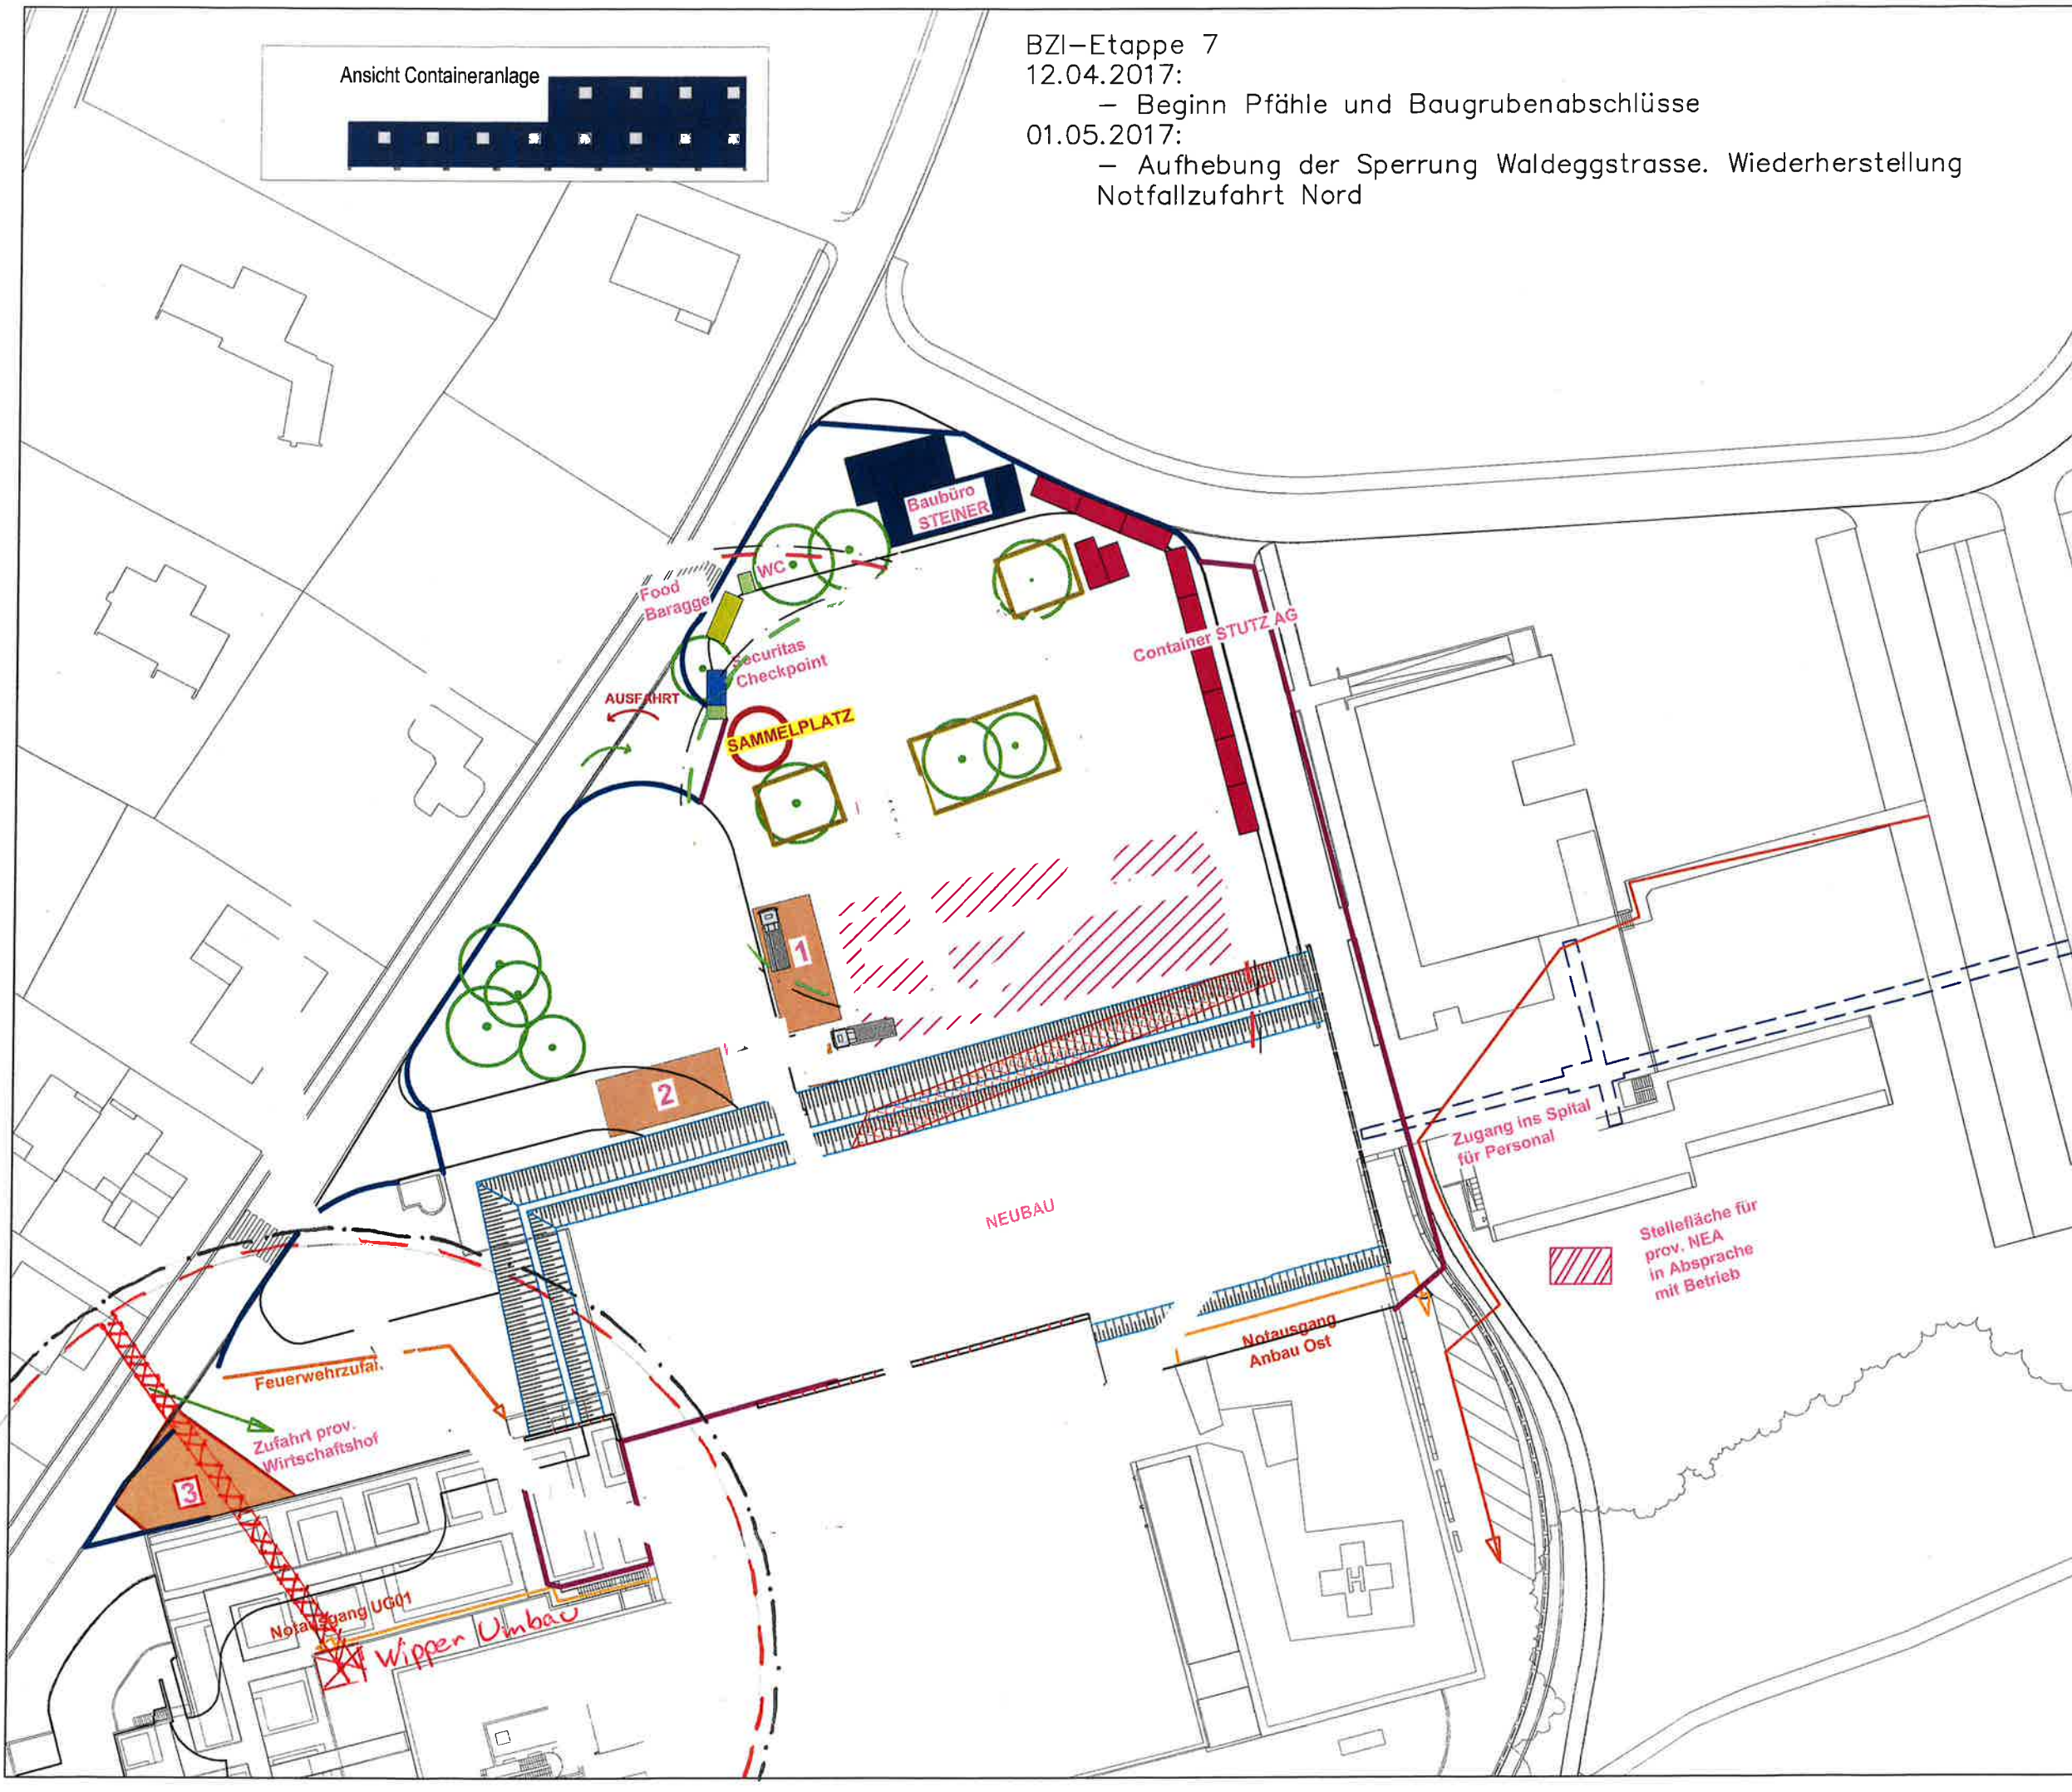 Ansicht Containeranlage
BZI-Etappe 7
12.04.2017:
– Beginn Pfähle und Baugrubenabschlüsse
01.05.2017:
– Aufhebung der Sperrung Waldeggstrasse. Wiederherstellung
Notfallzufahrt Nord
Baubüro
STEINER
WC
Food
Baragge
Securitas
Checkpoint
Container STUTZ AG
AUSFAHRT
SAMMELPLATZ
1
2
Zugang ins Spital
für Personal
NEUBAU
Stellefläche für
prov. NEA
in Absprache
mit Betrieb
Notausgang
Anbau Ost
Feuerwehrzufa
Zufahrt prov.
Wirtschaftshof
3
Notausgang UG01
Wipper Umbau
H